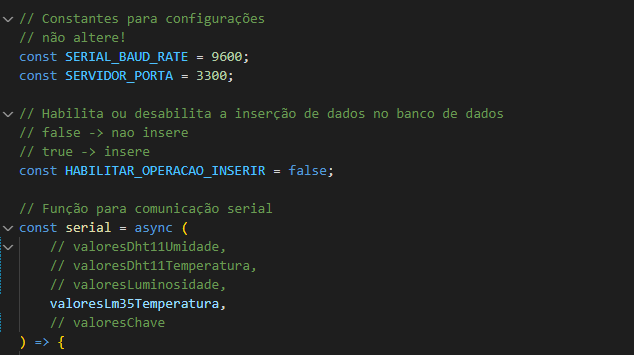 // Constantes para configurações
// não altere!
const SERIAL_BAUD_RATE = 9600;
const SERVIDOR_PORTA = 3300;
// Habilita ou desabilita a inserção de dados no banco de dados
// false -> nao insere
// true -> insere
const HABILITAR_OPERACAO_INSERIR = false;
// Função para comunicação serial
const serial = async (
// valoresDht11Umidade,
// valoresDht11Temperatura,
// valoresLuminosidade,
valoresLm35Temperatura,
// valoresChave
) => {